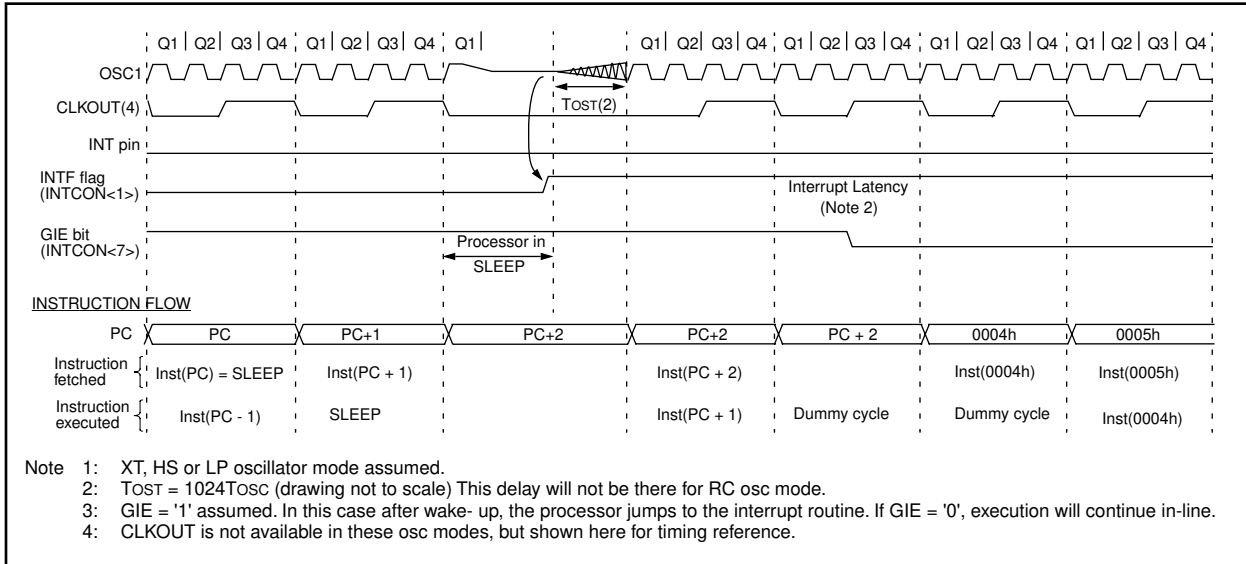 Q1 Q2 Q3 Q4 Q1 Q2 Q3 Q4 Q1 Q1 Q2 Q3 Q4 Q1 Q2 Q3 Q4 Q1 Q2 Q3 Q4 Q1 Q2 Q3 Q4
OSC1
TOST(2)
CLKOUT(4)
INT pin
INTF flag
(INTCON<1>)
Interrupt Latency
(Note 2)
GIE bit
(INTCON<7>)
Processor in
SLEEP
INSTRUCTION FLOW
PC PC PC+1 PC+2 PC+2 PC + 2 0004h 0005h
Instruction
fetched
Inst(PC) = SLEEP Inst(PC + 1) Inst(PC + 2) Inst(0004h) Inst(0005h)
Instruction
executed
Inst(PC - 1) SLEEP Inst(PC + 1) Dummy cycle Dummy cycle Inst(0004h)
Note 1: XT, HS or LP oscillator mode assumed.
2: TOST = 1024TOSC (drawing not to scale) This delay will not be there for RC osc mode.
3: GIE = '1' assumed. In this case after wake- up, the processor jumps to the interrupt routine. If GIE = '0', execution will continue in-line.
4: CLKOUT is not available in these osc modes, but shown here for timing reference.